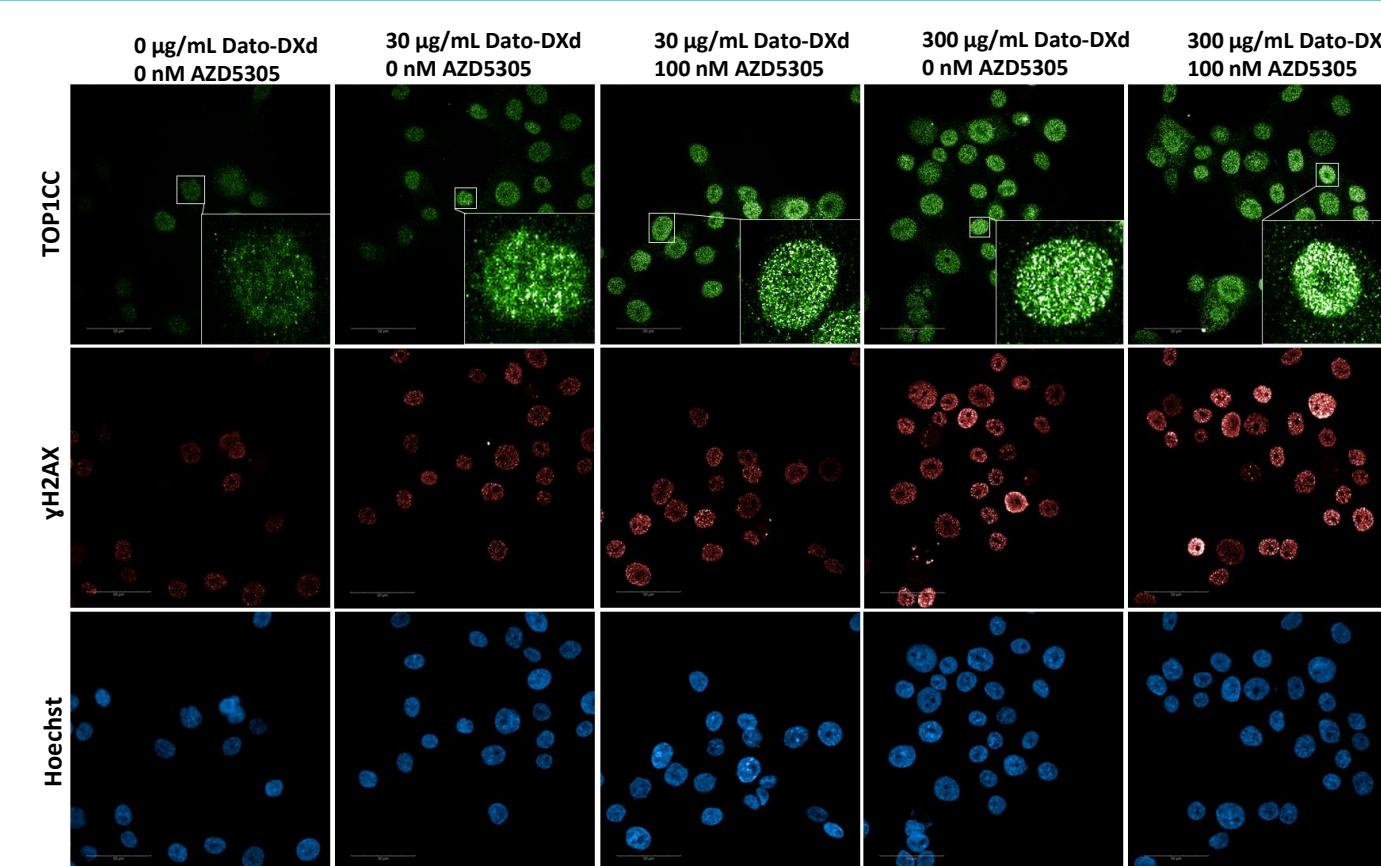 0 µg/mL Dato-DXd
0 nM AZD5305
30 µg/mL Dato-DXd
0 nM AZD5305
30 µg/mL Dato-DXd
100 nM AZD5305
300 µg/mL Dato-DXd
0 nM AZD5305
300 µg/mL Dato-DX
100 nM AZD5305
TOP1CC
ɣH2AX
Hoechst